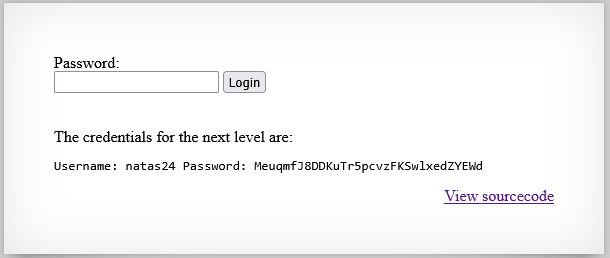 Password:
Login
The credentials for the next level are:
Username: natas24 Password: MeuqmfJ8DDKuTr5pcvzFKSwlxedZYEWd
View sourcecode